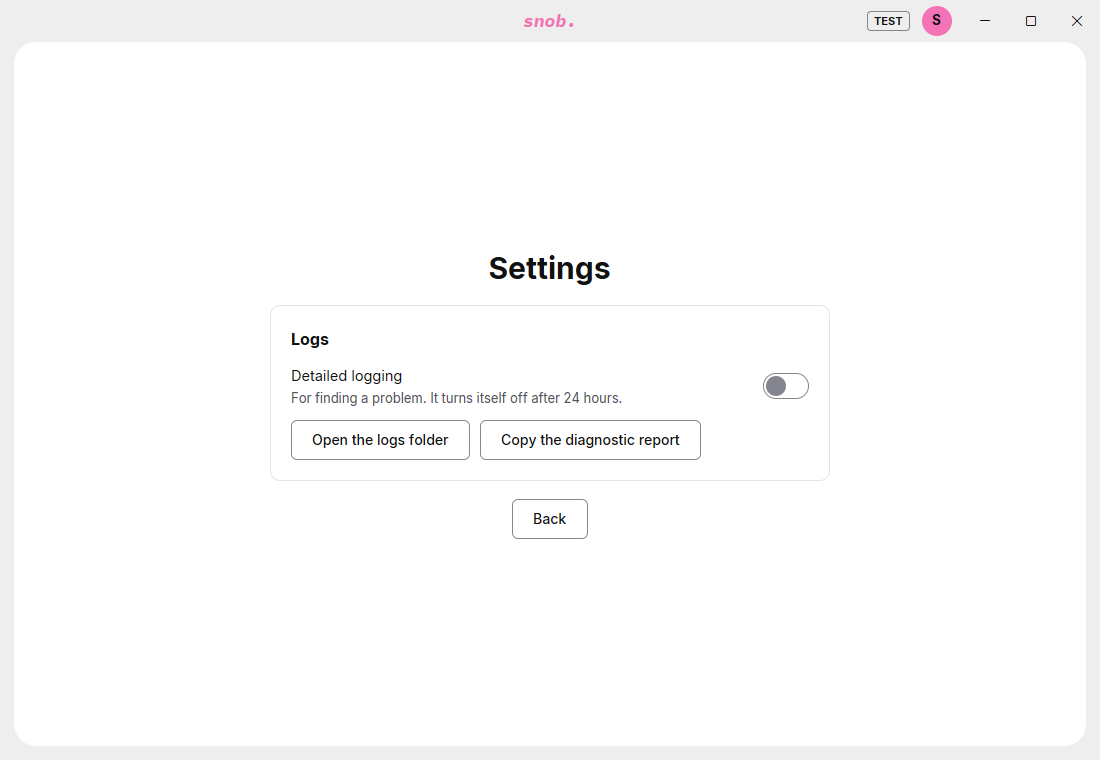 snob.
TEST
S
Settings
Logs
Detailed logging
For finding a problem. It turns itself off after 24 hours.
Open the logs folder
Copy the diagnostic report
Back